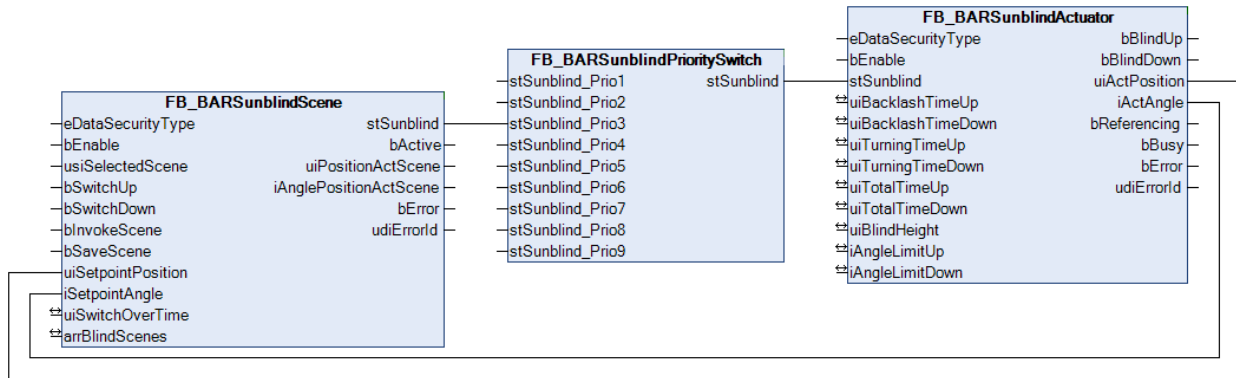 FB_BARSunblindScene
eDataSecurityType stSunblind
bEnable bActive
usiSelectedScene uiPositionActScene
bSwitchUp iAnglePositionActScene
bSwitchDown bError
bInvokeScene udiErrorId
bSaveScene
uiSetpointPosition
iSetpointAngle
uiSwitchOverTime
arrBlindScenes
FB_BARSunblindPrioritySwitch
stSunblind_Prio1 stSunblind
stSunblind_Prio2
stSunblind_Prio3
stSunblind_Prio4
stSunblind_Prio5
stSunblind_Prio6
stSunblind_Prio7
stSunblind_Prio8
stSunblind_Prio9
FB_BARSunblindActuator
eDataSecurityType bBlindUp
bEnable bBlindDown
stSunblind uiActPosition
uiBacklashTimeUp iActAngle
uiBacklashTimeDown bReferencing
uiTurningTimeUp bBusy
uiTurningTimeDown bError
uiTotalTimeUp udiErrorId
uiTotalTimeDown
uiBlindHeight
iAngleLimitUp
iAngleLimitDown